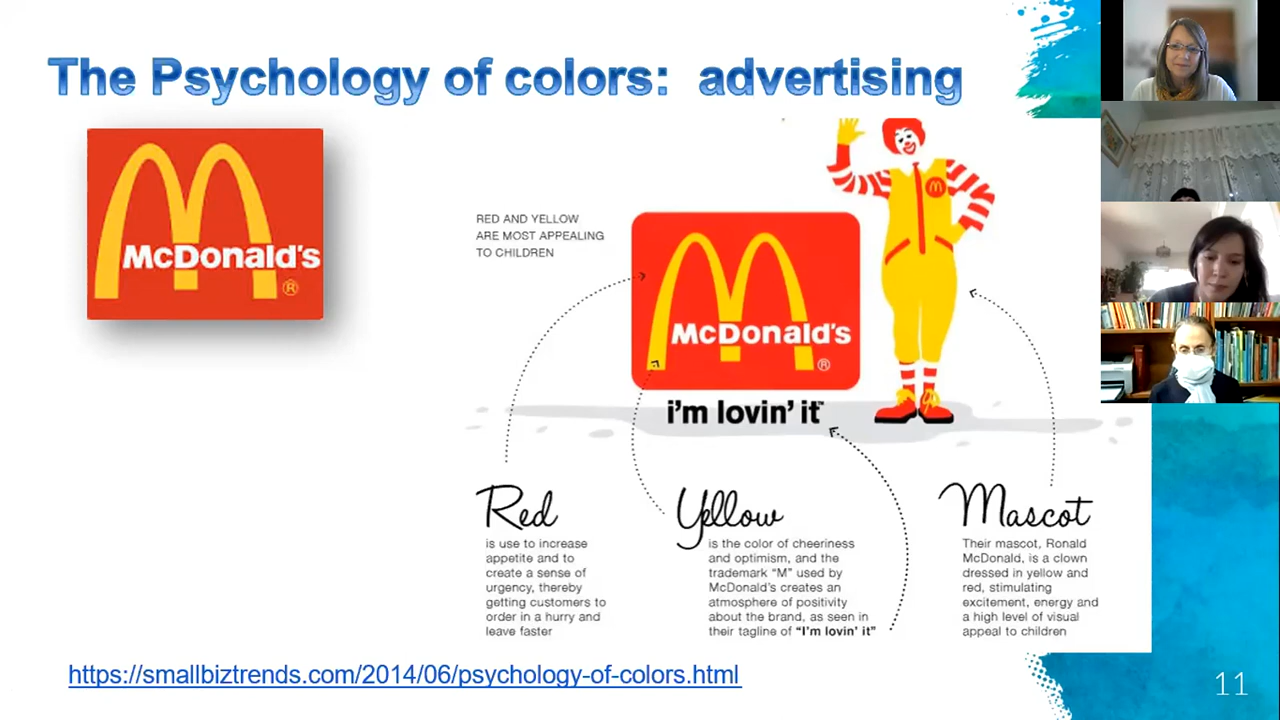 The Psychology of colors: advertising
McDonald's
®
RED AND YELLOW
ARE MOST APPEALING
TO CHILDREN
McDonald's
®
i'm lovin' it™
Red
is use to increase
appetite and to
create a sense of
urgency, thereby
getting customers to
order in a hurry and
leave faster
Yellow
is the color of cheeriness
and optimism, and the
trademark “M” used by
McDonald's creates an
atmosphere of positivity
about the brand, as seen in
their tagline of “I'm lovin' it”
Mascot
Their mascot, Ronald
McDonald, is a clown
dressed in yellow and
red, stimulating
excitement, energy and
a high level of visual
appeal to children
https://smallbiztrends.com/2014/06/psychology-of-colors.html
11